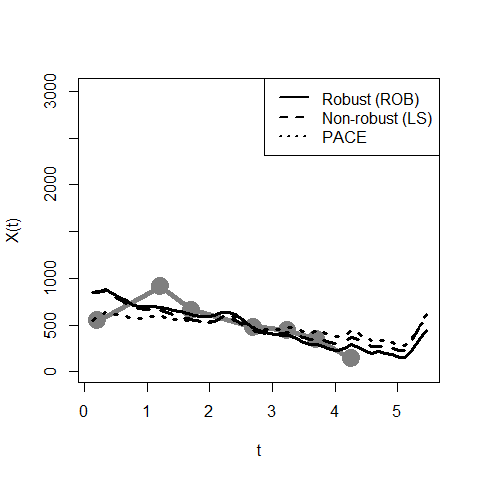 Robust (ROB)
Non-robust (LS)
PACE
X(t)
3000
2000
1000
500
0
0 1 2 3 4 5
t